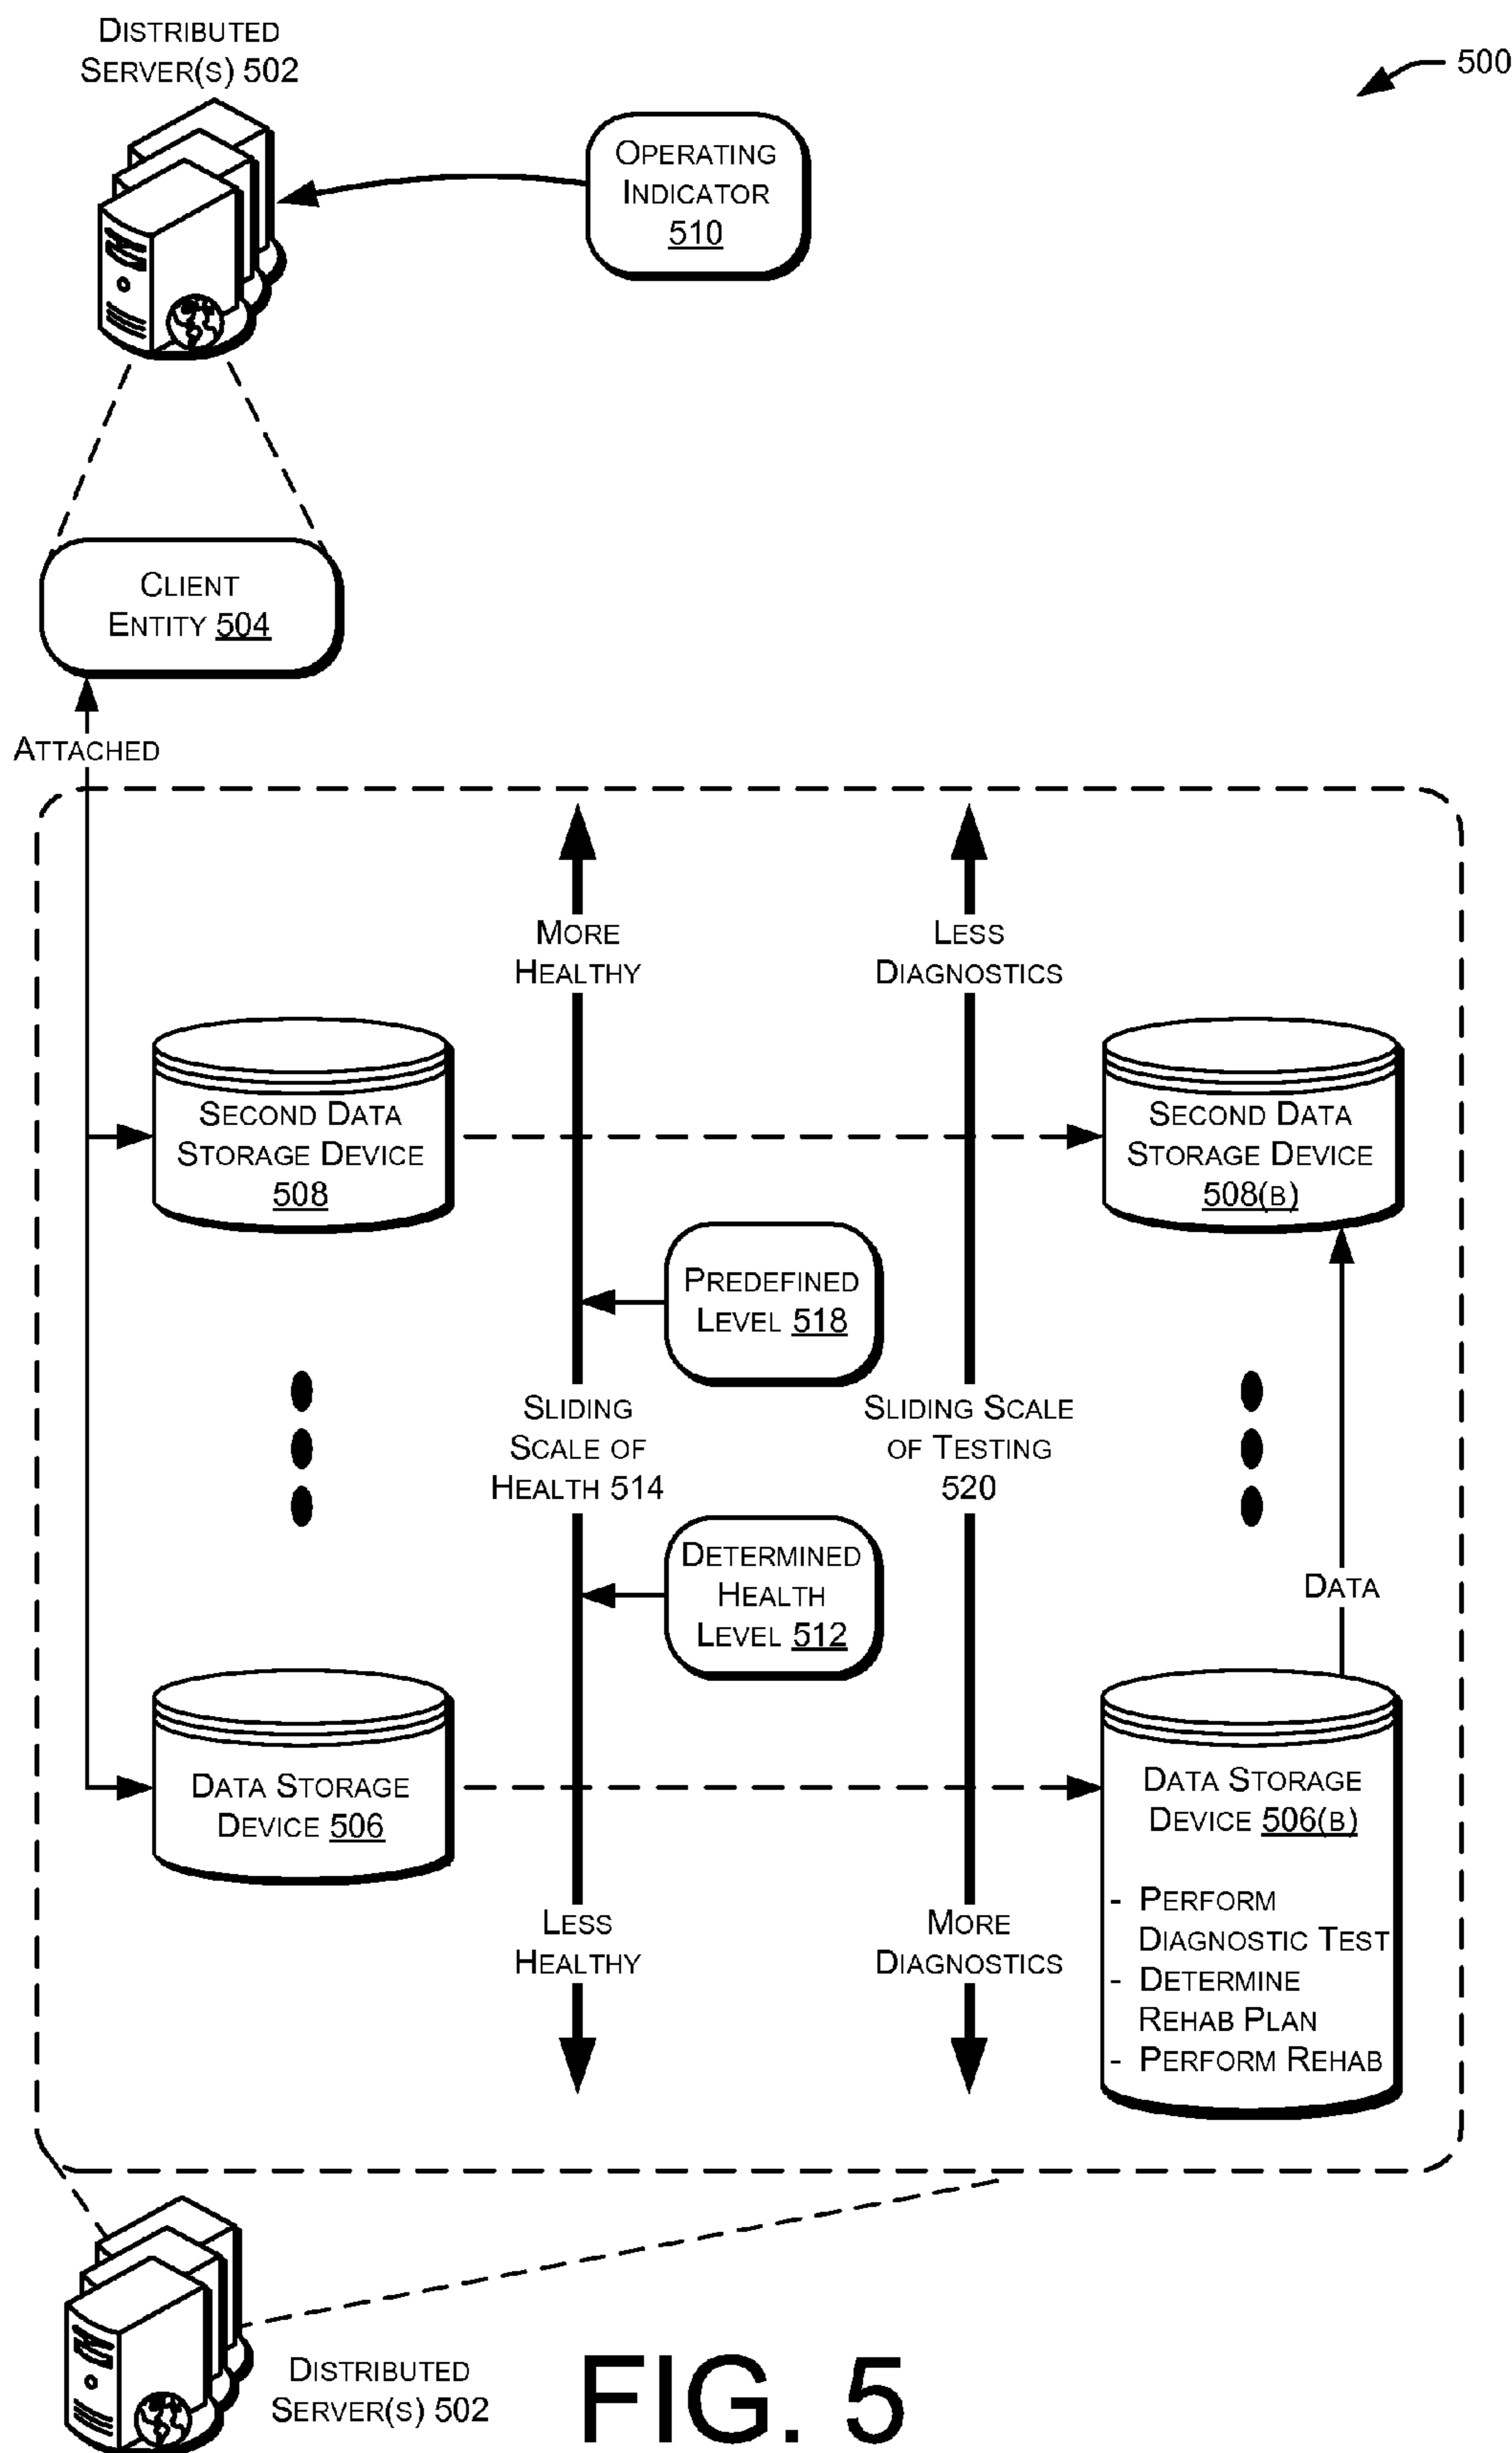 DISTRIBUTED
SERVER(S) 502
500
OPERATING
INDICATOR
510
CLIENT
ENTITY 504
ATTACHED
MORE
HEALTHY
LESS
DIAGNOSTICS
SECOND DATA
STORAGE DEVICE
508
SECOND DATA
STORAGE DEVICE
508(B)
PREDEFINED
LEVEL 518
SLIDING
SCALE OF
HEALTH 514
SLIDING SCALE
OF TESTING
520
DETERMINED
HEALTH
LEVEL 512
DATA
DATA STORAGE
DEVICE 506
DATA STORAGE
DEVICE 506(B)
- PERFORM
DIAGNOSTIC TEST
- DETERMINE
REHAB PLAN
- PERFORM REHAB
LESS
HEALTHY
MORE
DIAGNOSTICS
DISTRIBUTED
SERVER(S) 502
FIG. 5